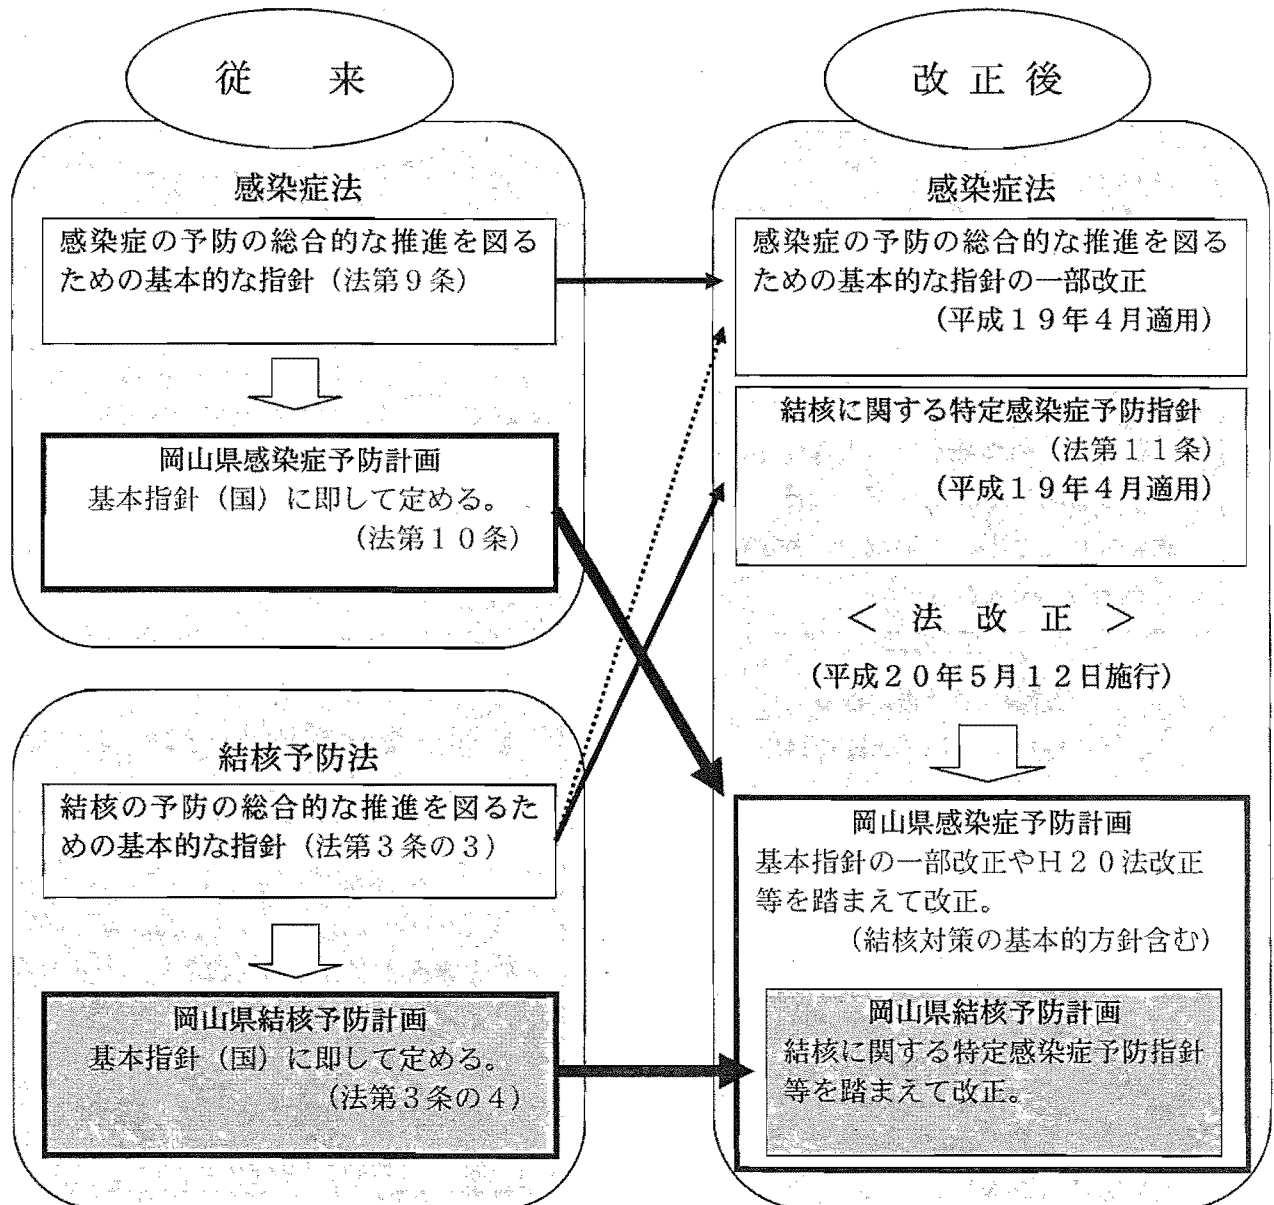 従　来
感染症法
感染症の予防の総合的な推進を図る
ための基本的な指針（法第９条）
岡山県感染症予防計画
基本指針（国）に即して定める。
（法第１０条）
結核予防法
結核の予防の総合的な推進を図るた
めの基本的な指針（法第３条の３）
岡山県結核予防計画
基本指針（国）に即して定める。
（法第３条の４）
改正後
感染症法
感染症の予防の総合的な推進を図る
ための基本的な指針の一部改正
（平成１９年４月適用）
結核に関する特定感染症予防指針
（法第１１条）
（平成１９年４月適用）
＜　法　改　正　＞
（平成２０年５月１２日施行）
岡山県感染症予防計画
基本指針の一部改正やＨ２０法改正
等を踏まえて改正。
（結核対策の基本的方針含む）
岡山県結核予防計画
結核に関する特定感染症予防指針
等を踏まえて改正。